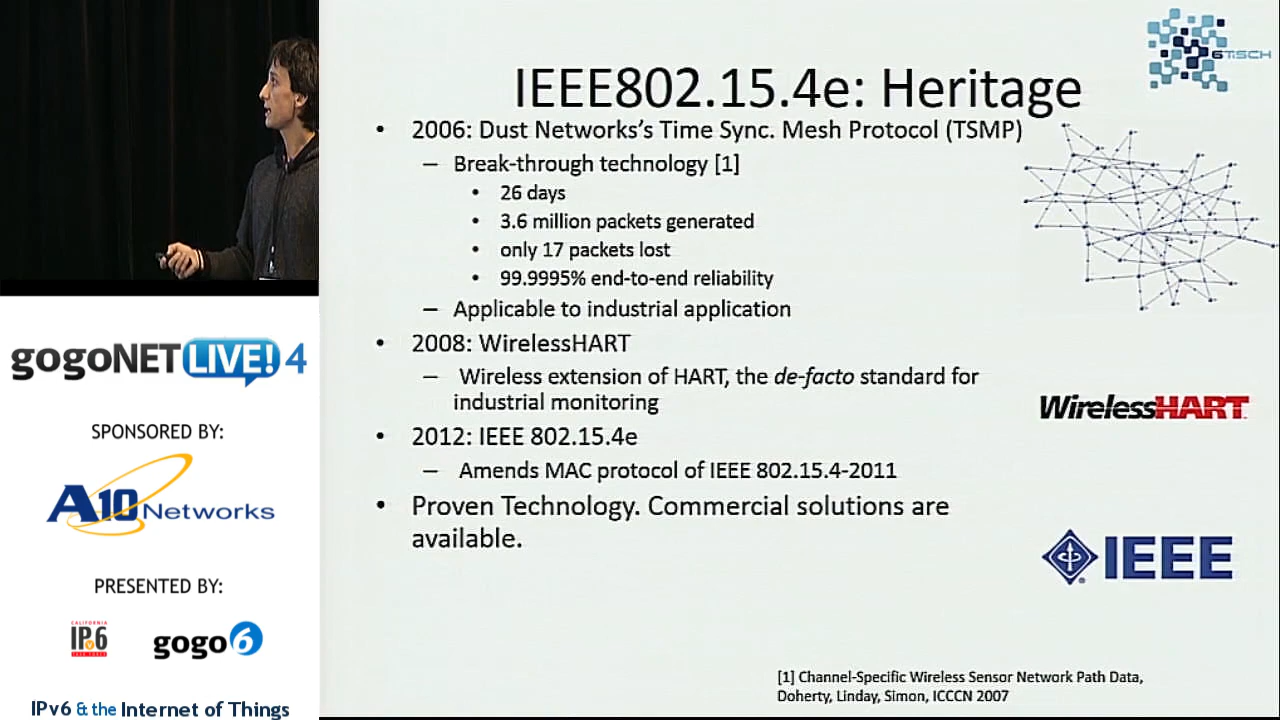 6TiSCH
IEEE802.15.4e: Heritage
• 2006: Dust Networks's Time Sync. Mesh Protocol (TSMP)
– Break-through technology [1]
• 26 days
• 3.6 million packets generated
• only 17 packets lost
• 99.9995% end-to-end reliability
– Applicable to industrial application
• 2008: WirelessHART
– Wireless extension of HART, the de-facto standard for
industrial monitoring
• 2012: IEEE 802.15.4e
– Amends MAC protocol of IEEE 802.15.4-2011
• Proven Technology. Commercial solutions are
available.
WirelessHART
IEEE
[1] Channel-Specific Wireless Sensor Network Path Data,
Doherty, Linday, Simon, ICCCN 2007
gogoNET LIVE! 4
SPONSORED BY:
A10 Networks
PRESENTED BY:
CALIFORNIA
IPv6
TASK FORCE
gogo6
IPv6 & the Internet of Things